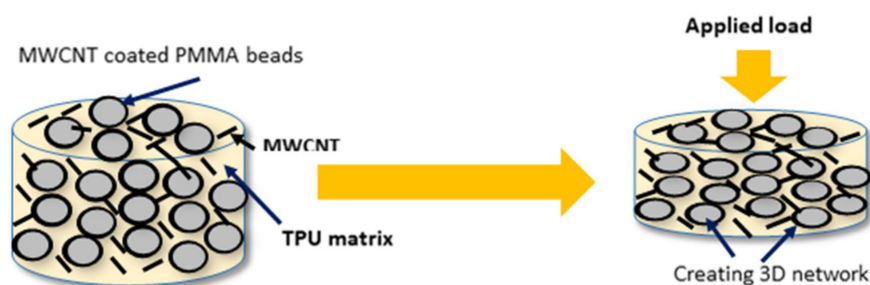 MWCNT coated PMMA beads
MWCNT
TPU matrix
Applied load
Creating 3D network